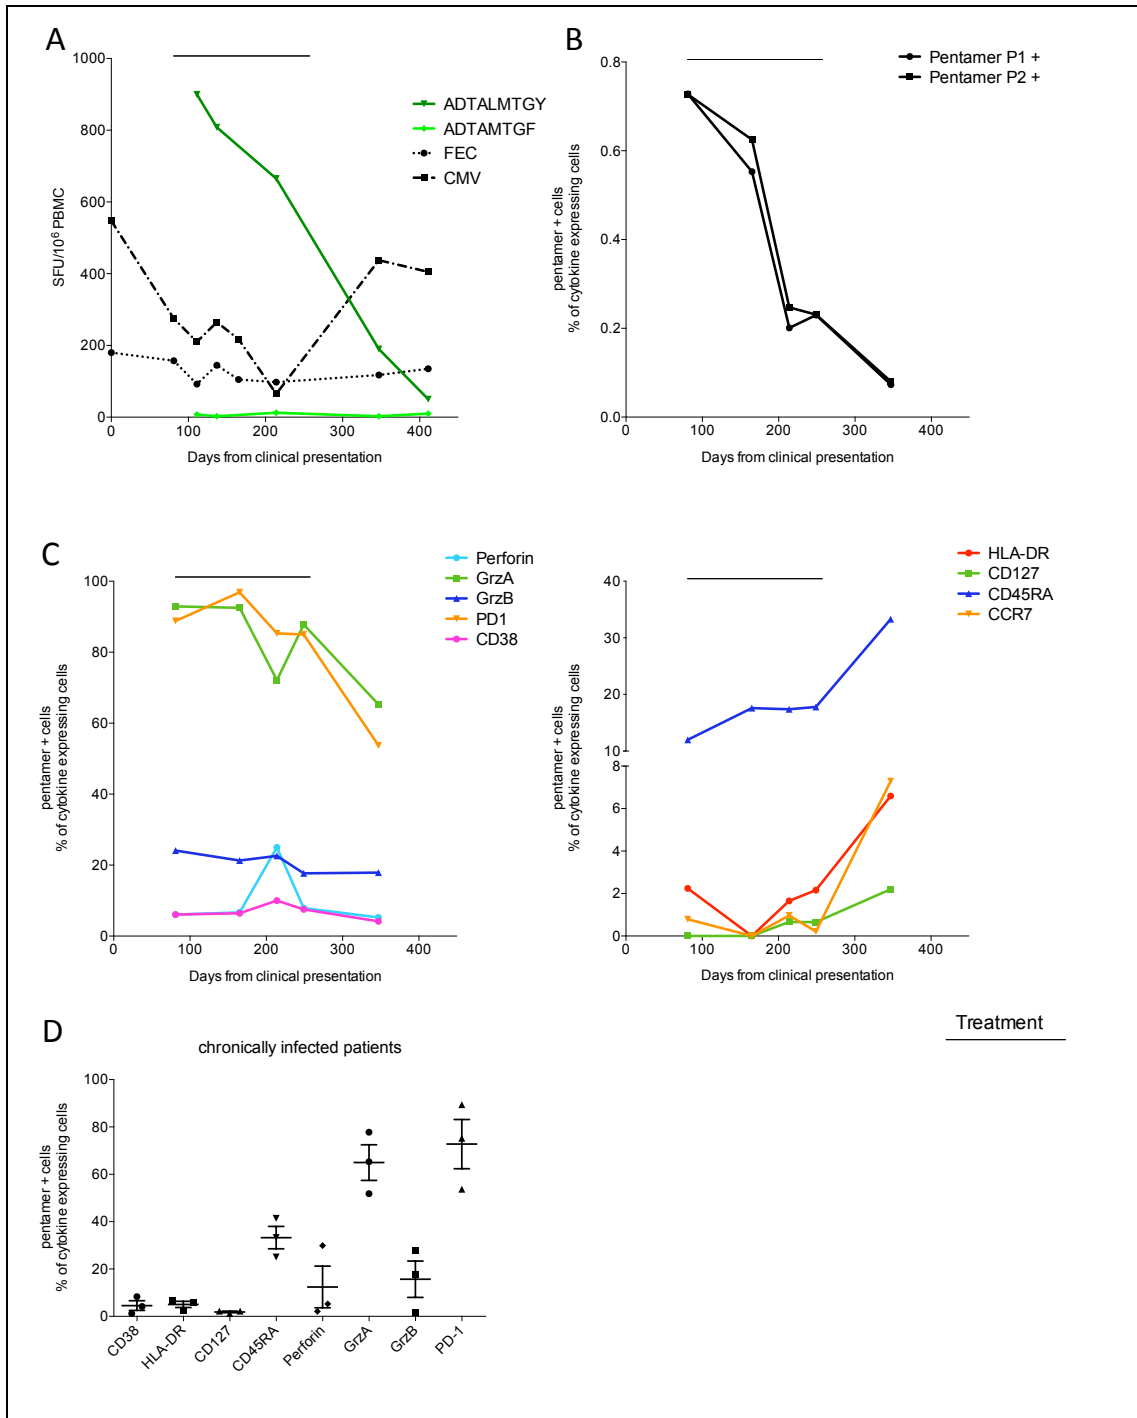 A
1000
800
600
400
200
0
SFU/10⁶ PBMC
0 100 200 300 400
Days from clinical presentation
ADTALMTGY
ADTAMTGF
FEC
CMV
B
0.8
0.6
0.4
0.2
0.0
pentamer + cells
% of cytokine expressing cells
0 100 200 300 400
Days from clinical presentation
Pentamer P1 +
Pentamer P2 +
C
100
80
60
40
20
0
pentamer + cells
% of cytokine expressing cells
0 100 200 300 400
Days from clinical presentation
Perforin
GrzA
GrzB
PD1
CD38
40
30
20
10
8
6
4
2
0
pentamer + cells
% of cytokine expressing cells
0 100 200 300 400
Days from clinical presentation
HLA-DR
CD127
CD45RA
CCR7
Treatment
D
chronically infected patients
100
80
60
40
20
0
pentamer + cells
% of cytokine expressing cells
CD38 HLA-DR CD127 CD45RA Perforin GrzA GrzB PD-1